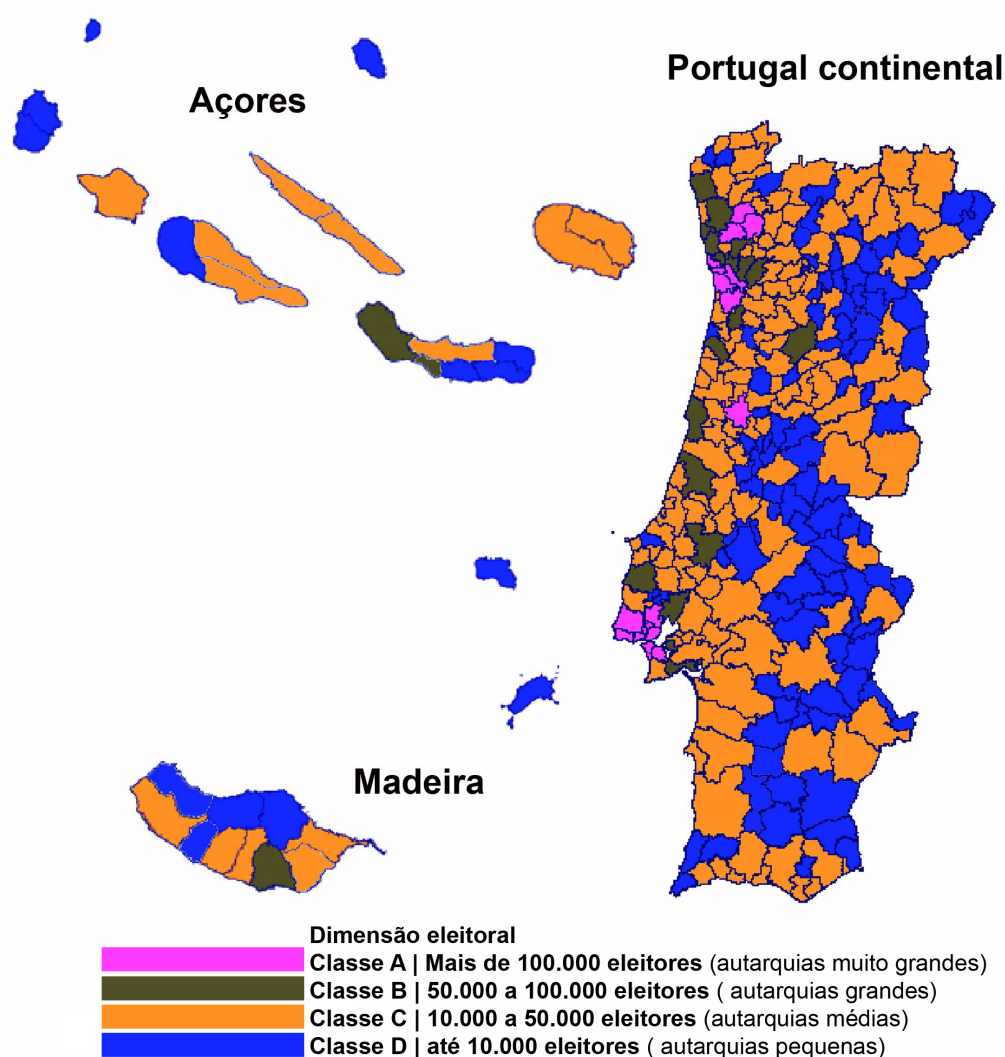 Portugal continental
Açores
Madeira
Dimensão eleitoral
Classe A | Mais de 100.000 eleitores (autarquias muito grandes)
Classe B | 50.000 a 100.000 eleitores ( autarquias grandes)
Classe C | 10.000 a 50.000 eleitores (autarquias médias)
Classe D | até 10.000 eleitores ( autarquias pequenas)